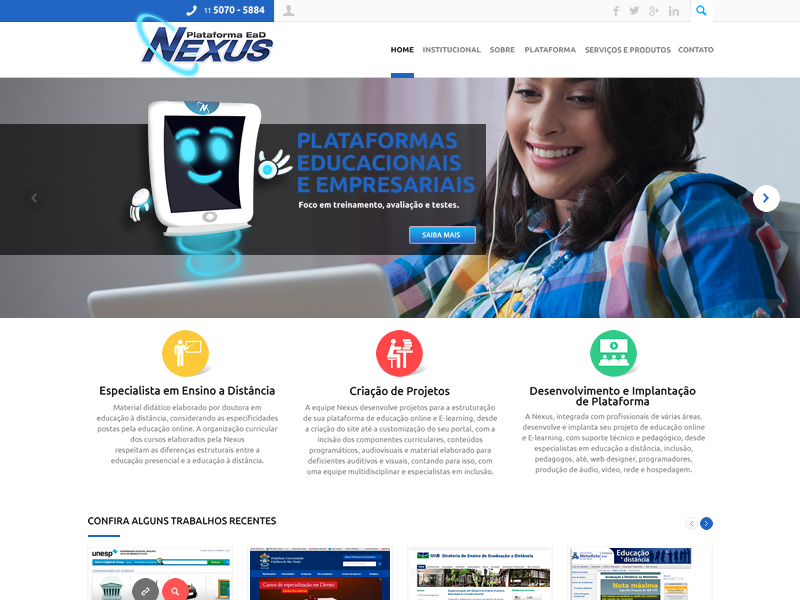 11 5070 - 5884
Plataforma EaD
NEXUS
HOME INSTITUCIONAL SOBRE PLATAFORMA SERVIÇOS E PRODUTOS CONTATO
PLATAFORMAS
EDUCACIONAIS
E EMPRESARIAIS
Foco em treinamento, avaliação e testes.
SAIBA MAIS
Especialista em Ensino a Distância
Material didático elaborado por doutora em
educação à distância, considerando as especificidades
postas pela educação online. A organização curricular
dos cursos elaborados pela Nexus
respeitam as diferenças estruturais entre a
educação presencial e a educação à distância.
Criação de Projetos
A equipe Nexus desenvolve projetos para a estruturação
de sua plataforma de educação online e E-learning, desde
a criação do site até a customização do seu portal, com a
incisão dos componentes curriculares, conteúdos
programáticos, audiovisuais e material elaborado para
deficientes auditivos e visuais, contando para isso, com
uma equipe multidisciplinar e especialistas em inclusão.
Desenvolvimento e Implantação
de Plataforma
A Nexus, integrada com profissionais de várias áreas,
desenvolve e implanta seu projeto de educação online
e E-learning, com suporte técnico e pedagógico, desde
especialistas em educação a distância, inclusão,
pedagogos, até, web designer, programadores,
produção de áudio, vídeo, rede e hospedagem.
CONFIRA ALGUNS TRABALHOS RECENTES
unesp
Cursos de especialização em Direito
UAB Diretoria de Ensino de Graduação a Distância.
Metodista
Educação
a distância
Graduação a Distância na Metodista
Nota máxima